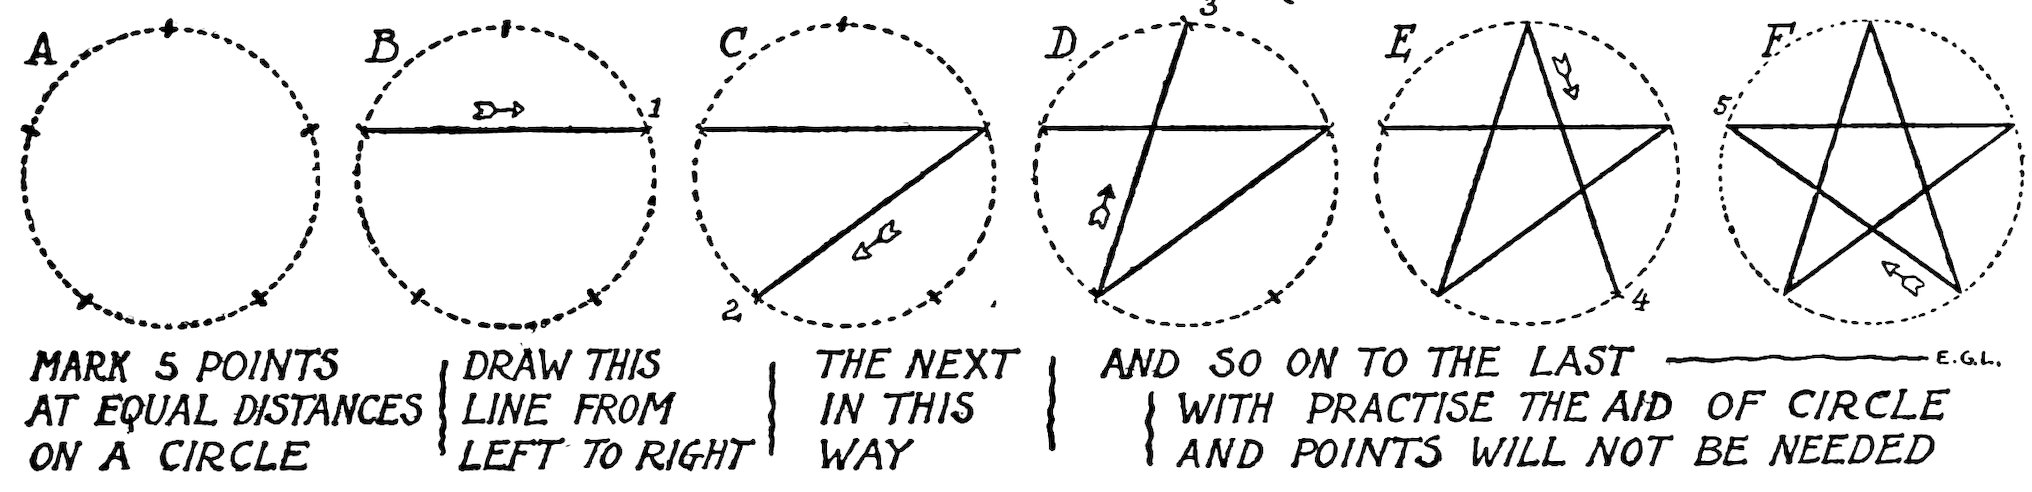 A
B
C
D
E
F
1
2
3
4
5
MARK 5 POINTS
AT EQUAL DISTANCES
ON A CIRCLE
DRAW THIS
LINE FROM
LEFT TO RIGHT
THE NEXT
IN THIS
WAY
AND SO ON TO THE LAST
E.G.L.
WITH PRACTISE THE AID OF CIRCLE
AND POINTS WILL NOT BE NEEDED